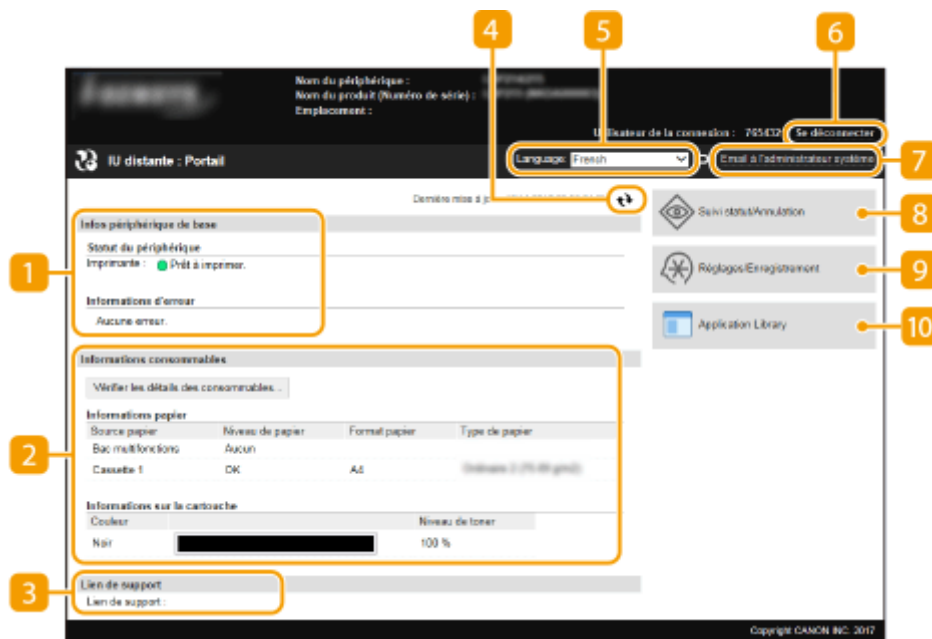 4
5
6
Nom du périphérique :
Nom du produit (Numéro de série) :
Emplacement :
Utilisateur de la connexion : 765432 Se déconnecter
IU distante : Portail
Language: French
Email à l'administrateur système
7
Dernière mise à jo
1
Infos périphérique de base
Statut du périphérique
Imprimante : Prêt à imprimer.
Informations d'erreur
Aucune erreur.
Suivi statut/Annulation
8
Réglages/Enregistrement
9
Application Library
10
2
Informations consommables
Vérifier les détails des consommables...
Informations papier
Source papier Niveau de papier Format papier Type de papier
Bac multifonctions Aucun
Cassette 1 OK A4
Informations sur la cartouche
Couleur Niveau de toner
Noir 100 %
3
Lien de support
Lien de support :
Copyright CANON INC. 2017